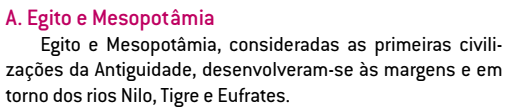 A. Egito e Mesopotâmia
Egito e Mesopotâmia, consideradas as primeiras civili-
zações da Antiguidade, desenvolveram-se às margens e em
torno dos rios Nilo, Tigre e Eufrates.